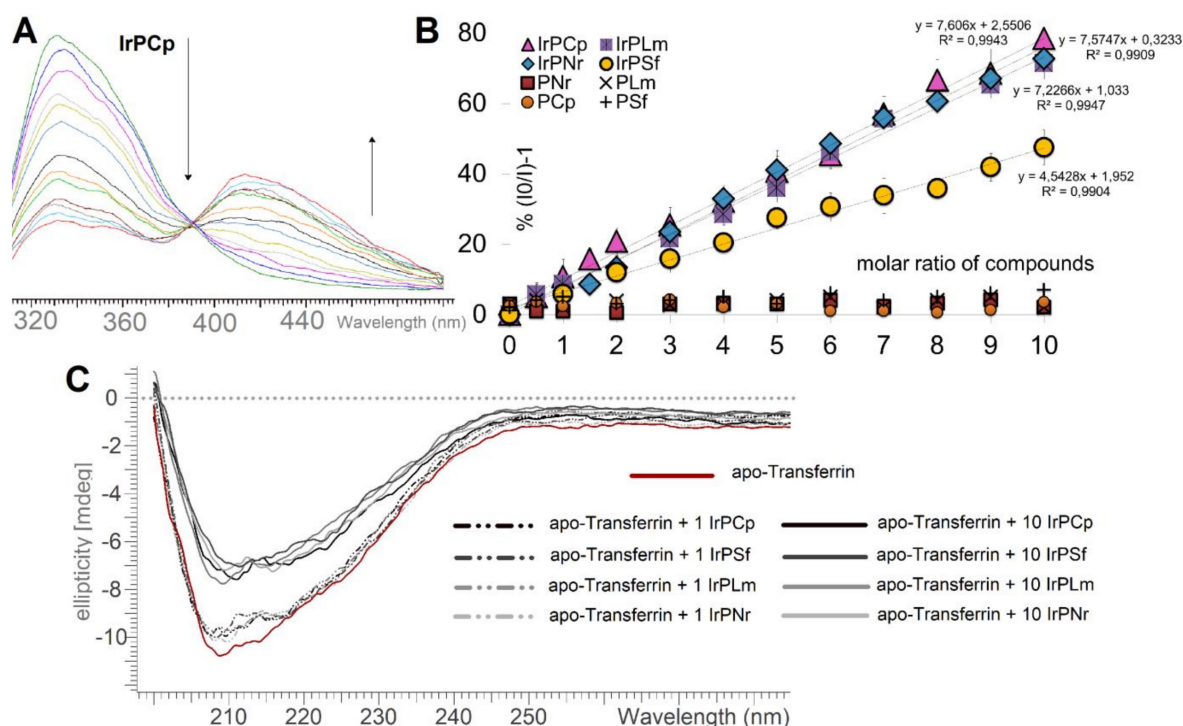 A
IrPCp
320 360 400 440 Wavelength (nm)
B
IrPCp IrPLm
IrPNr IrPSf
PNr PLm
PCp PSf
80
60
40
20
0
% (I0/I)-1
y = 7,606x + 2,5506
R² = 0,9943
y = 7,5747x + 0,3233
R² = 0,9909
y = 7,2266x + 1,033
R² = 0,9947
y = 4,5428x + 1,952
R² = 0,9904
molar ratio of compounds
0 1 2 3 4 5 6 7 8 9 10
C
0
-2
-4
-6
-8
-10
ellipticity [mdeg]
apo-Transferrin
apo-Transferrin + 1 IrPCp
apo-Transferrin + 1 IrPSf
apo-Transferrin + 1 IrPLm
apo-Transferrin + 1 IrPNr
apo-Transferrin + 10 IrPCp
apo-Transferrin + 10 IrPSf
apo-Transferrin + 10 IrPLm
apo-Transferrin + 10 IrPNr
210 220 230 240 250 Wavelength (nm)